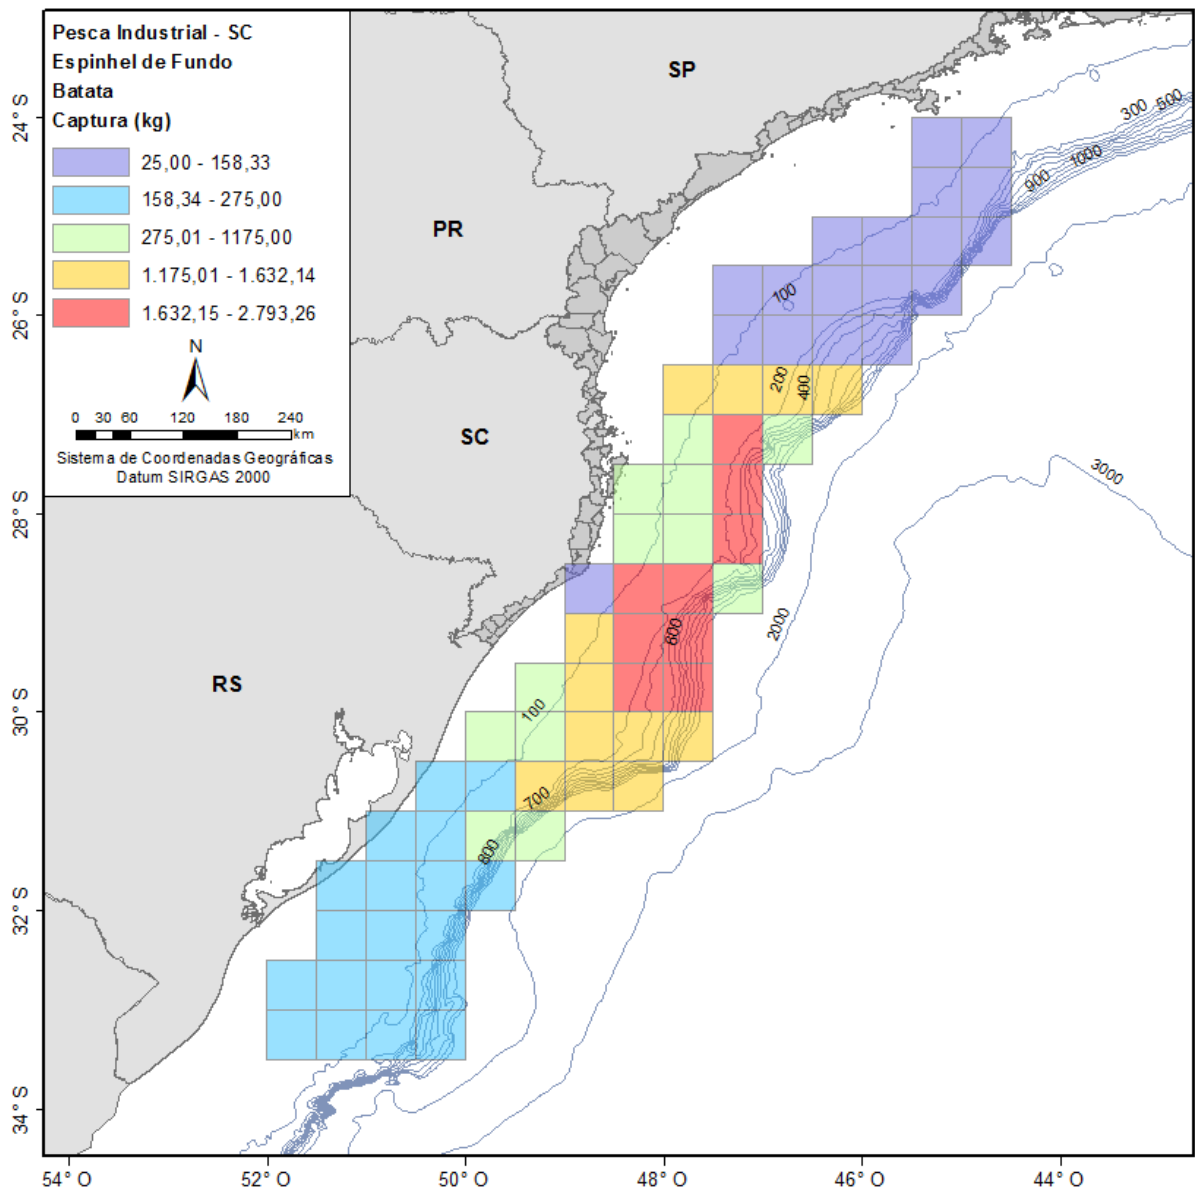 Pesca Industrial - SC
Espinhel de Fundo
Batata
Captura (kg)
25,00 - 158,33
158,34 - 275,00
275,01 - 1175,00
1.175,01 - 1.632,14
1.632,15 - 2.793,26
N
0 30 60 120 180 240
km
Sistema de Coordenadas Geográficas
Datum SIRGAS 2000
SP
PR
SC
RS
300 500
1000
900
100
200
400
3000
2000
600
100
700
800
24° S
26° S
28° S
30° S
32° S
34° S
54° O 52° O 50° O 48° O 46° O 44° O